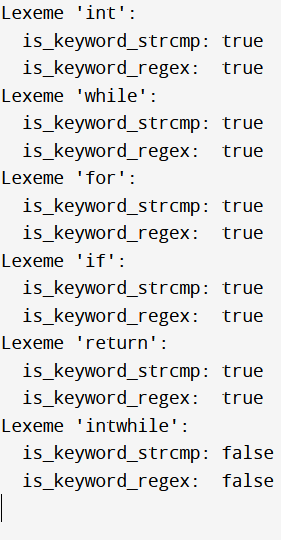 Lexeme 'int':
  is_keyword_strcmp: true
  is_keyword_regex:  true
Lexeme 'while':
  is_keyword_strcmp: true
  is_keyword_regex:  true
Lexeme 'for':
  is_keyword_strcmp: true
  is_keyword_regex:  true
Lexeme 'if':
  is_keyword_strcmp: true
  is_keyword_regex:  true
Lexeme 'return':
  is_keyword_strcmp: true
  is_keyword_regex:  true
Lexeme 'intwhile':
  is_keyword_strcmp: false
  is_keyword_regex:  false